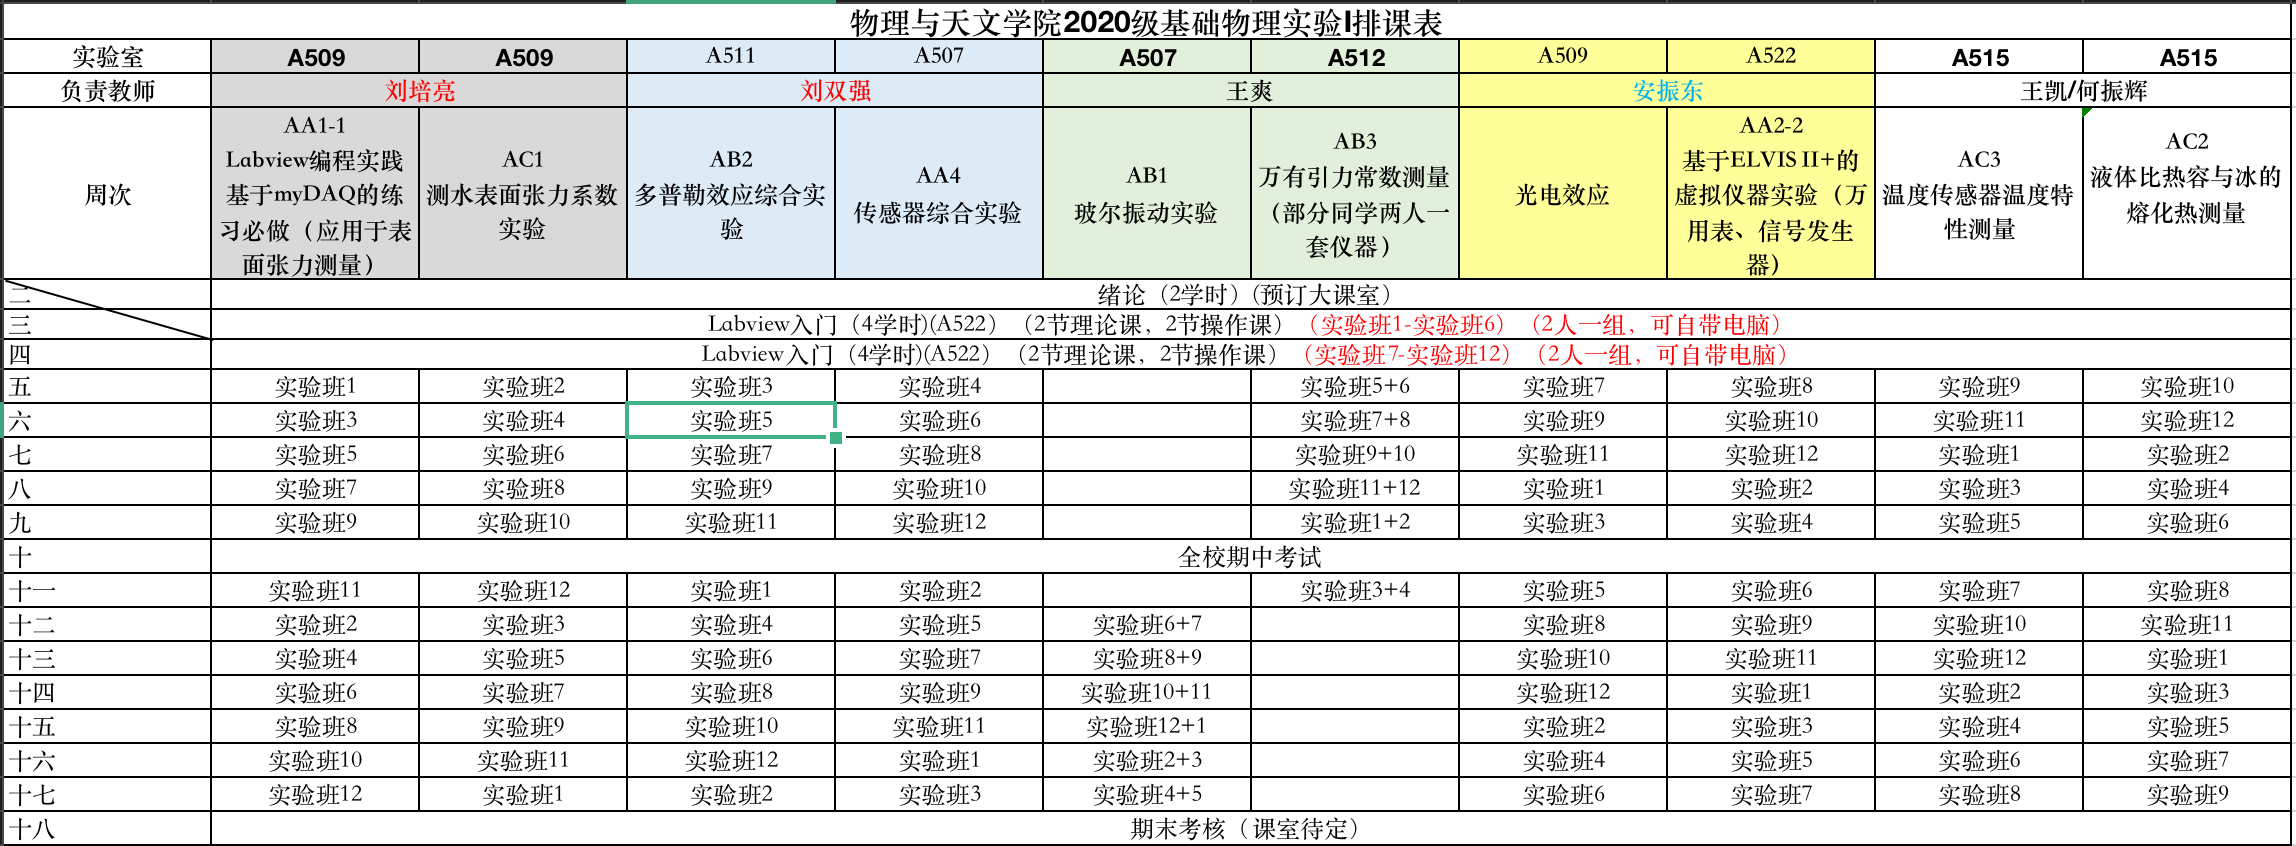 物理与天文学院2020级基础物理实验I排课表
实验室 A509 A509 A511 A507 A507 A512 A509 A522 A515 A515
负责教师 刘培亮 刘双强 王爽 安振东 王凯/何振辉
周次
AA1-1
Labview编程实践
基于myDAQ的练
习必做（应用于表
面张力测量）
AC1
测水表面张力系数
实验
AB2
多普勒效应综合实
验
AA4
传感器综合实验
AB1
玻尔振动实验
AB3
万有引力常数测量
（部分同学两人一
套仪器）
光电效应
AA2-2
基于ELVIS II+的
虚拟仪器实验（万
用表、信号发生
器）
AC3
温度传感器温度特
性测量
AC2
液体比热容与冰的
熔化热测量
二 绪论（2学时）(预订大课室）
三 Labview入门（4学时)(A522）（2节理论课，2节操作课）（实验班1-实验班6）（2人一组，可自带电脑）
四 Labview入门（4学时)(A522）（2节理论课，2节操作课）（实验班7-实验班12）（2人一组，可自带电脑）
五 实验班1 实验班2 实验班3 实验班4 实验班5+6 实验班7 实验班8 实验班9 实验班10
六 实验班3 实验班4 实验班5 实验班6 实验班7+8 实验班9 实验班10 实验班11 实验班12
七 实验班5 实验班6 实验班7 实验班8 实验班9+10 实验班11 实验班12 实验班1 实验班2
八 实验班7 实验班8 实验班9 实验班10 实验班11+12 实验班1 实验班2 实验班3 实验班4
九 实验班9 实验班10 实验班11 实验班12 实验班1+2 实验班3 实验班4 实验班5 实验班6
十 全校期中考试
十一 实验班11 实验班12 实验班1 实验班2 实验班3+4 实验班5 实验班6 实验班7 实验班8
十二 实验班2 实验班3 实验班4 实验班5 实验班6+7 实验班8 实验班9 实验班10 实验班11
十三 实验班4 实验班5 实验班6 实验班7 实验班8+9 实验班10 实验班11 实验班12 实验班1
十四 实验班6 实验班7 实验班8 实验班9 实验班10+11 实验班12 实验班1 实验班2 实验班3
十五 实验班8 实验班9 实验班10 实验班11 实验班12+1 实验班2 实验班3 实验班4 实验班5
十六 实验班10 实验班11 实验班12 实验班1 实验班2+3 实验班4 实验班5 实验班6 实验班7
十七 实验班12 实验班1 实验班2 实验班3 实验班4+5 实验班6 实验班7 实验班8 实验班9
十八 期末考核（课室待定）